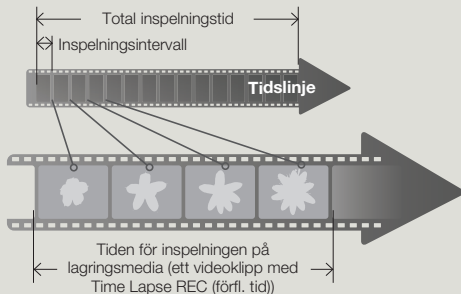 Total inspelningstid
Inspelningsintervall
Tidslinje
Tiden för inspelningen på
lagringsmedia (ett videoklipp med
Time Lapse REC (förfl. tid))